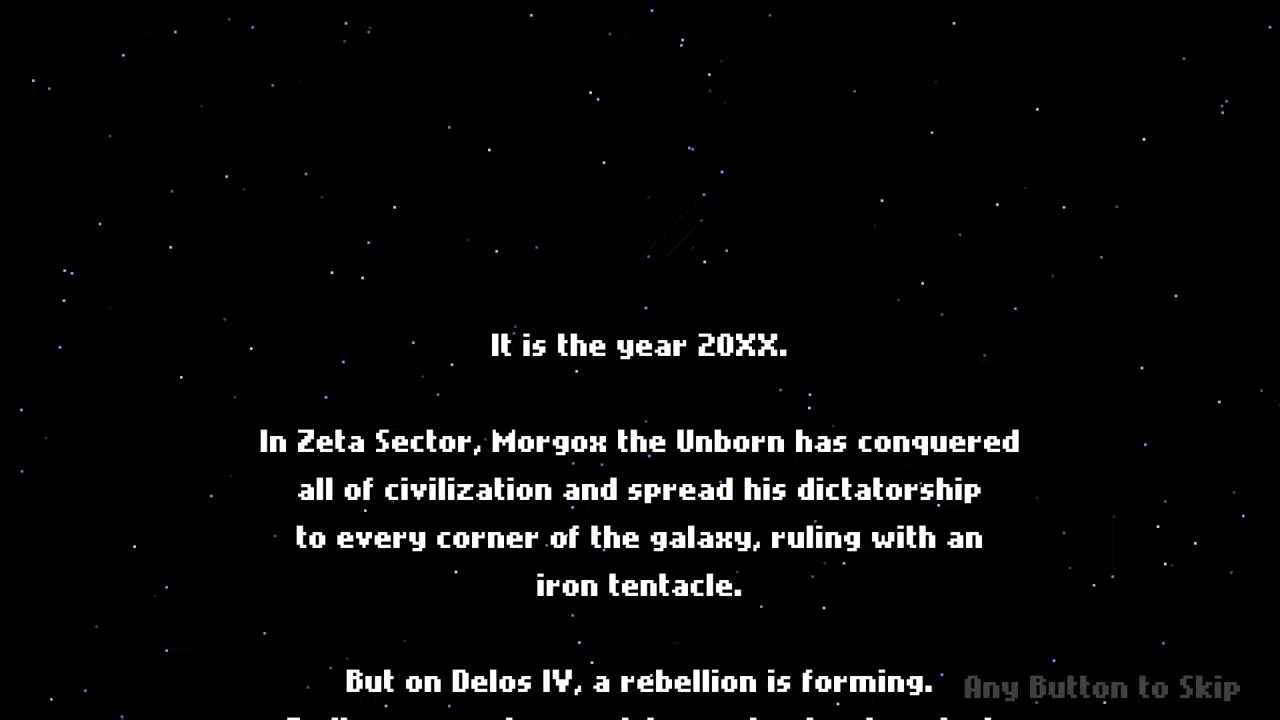 It is the year 20XX.
In Zeta Sector, Morgox the Unborn has conquered
all of civilization and spread his dictatorship
to every corner of the galaxy, ruling with an
iron tentacle.
But on Delos IV, a rebellion is forming.
Any Button to Skip